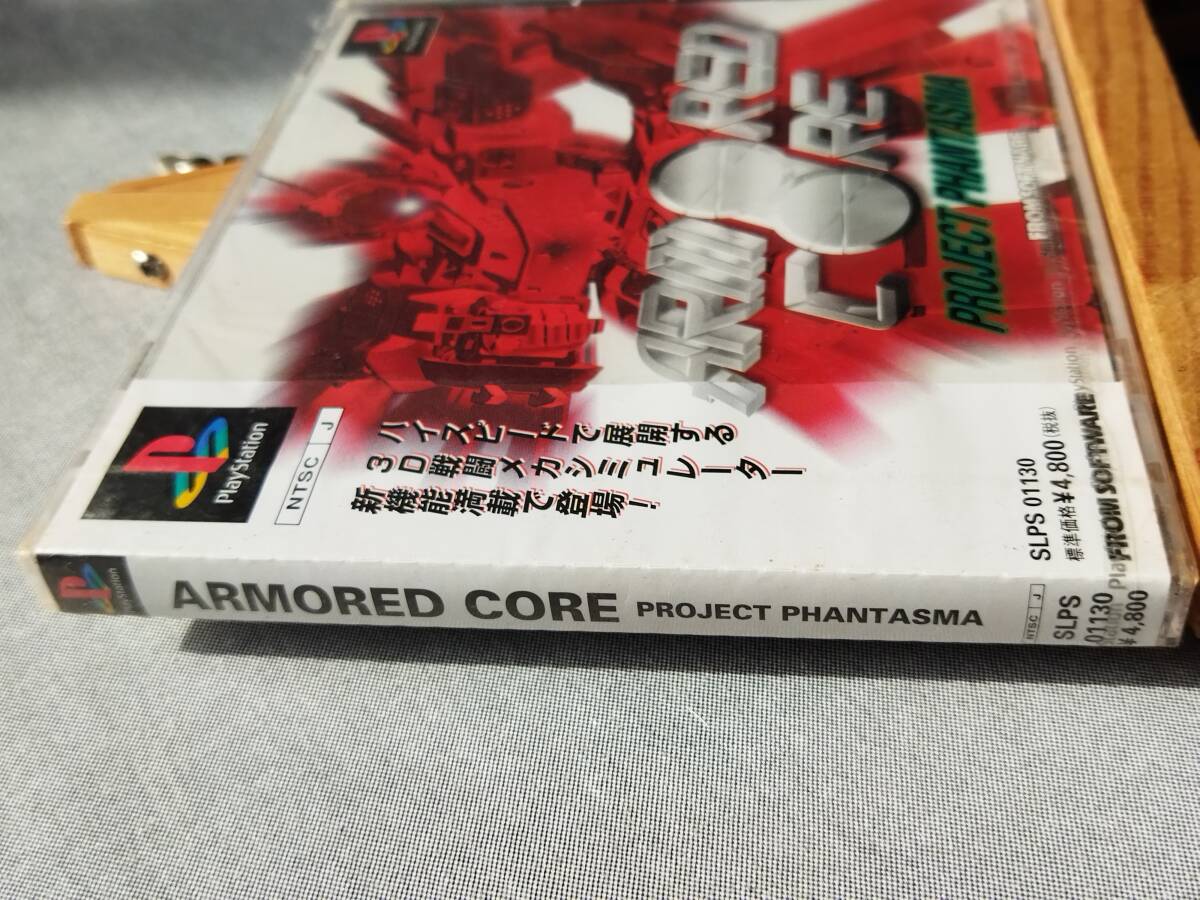 ARMORED
CORE
PROJECT PHANTASMA
PlayStation
NTSC J
ハイスピードで展開する
3D戦闘メカシミュレーター
新機能満載で登場!
SLPS 01130
標準価格¥4,800(税抜)
FROM SOFTWARE
PlayStation
ARMORED CORE PROJECT PHANTASMA
NTSC J
SLPS
01130
¥4,800